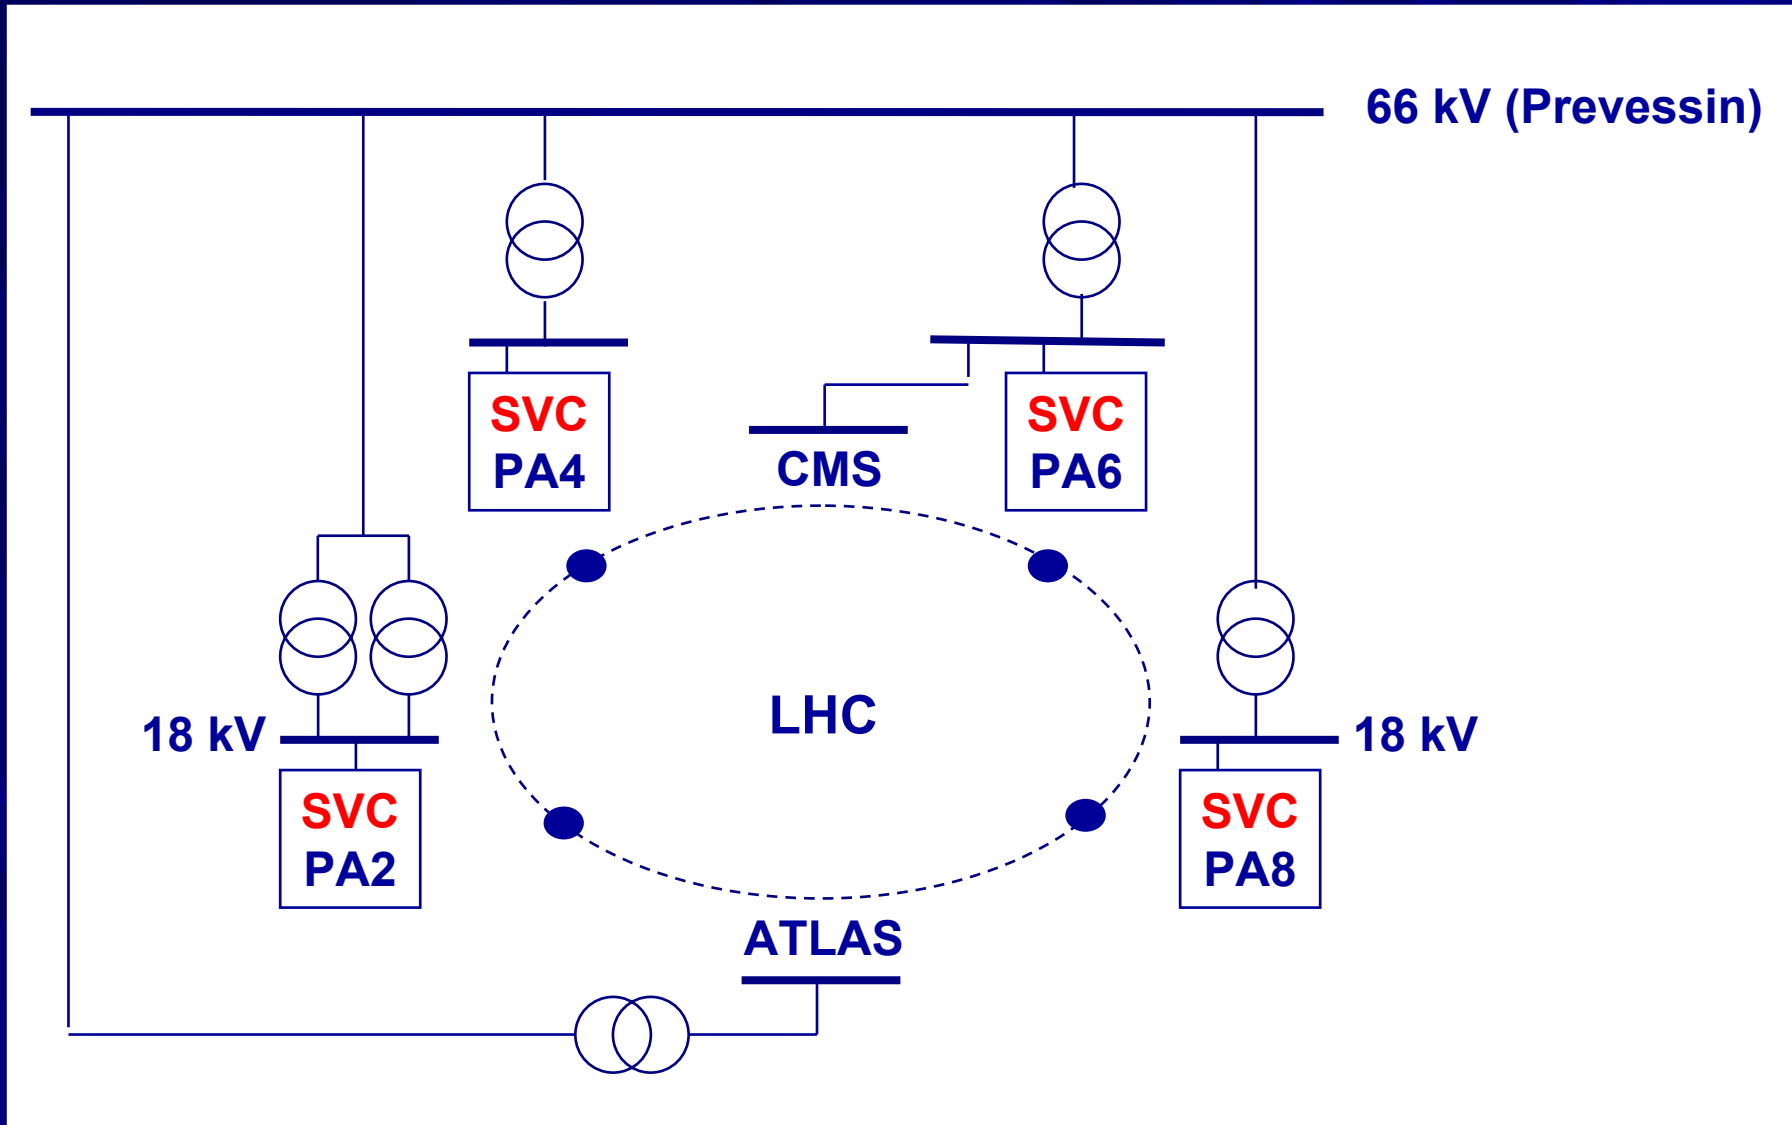 66 kV (Prevessin)
SVC
PA4
SVC
PA6
CMS
LHC
18 kV
18 kV
SVC
PA2
SVC
PA8
ATLAS